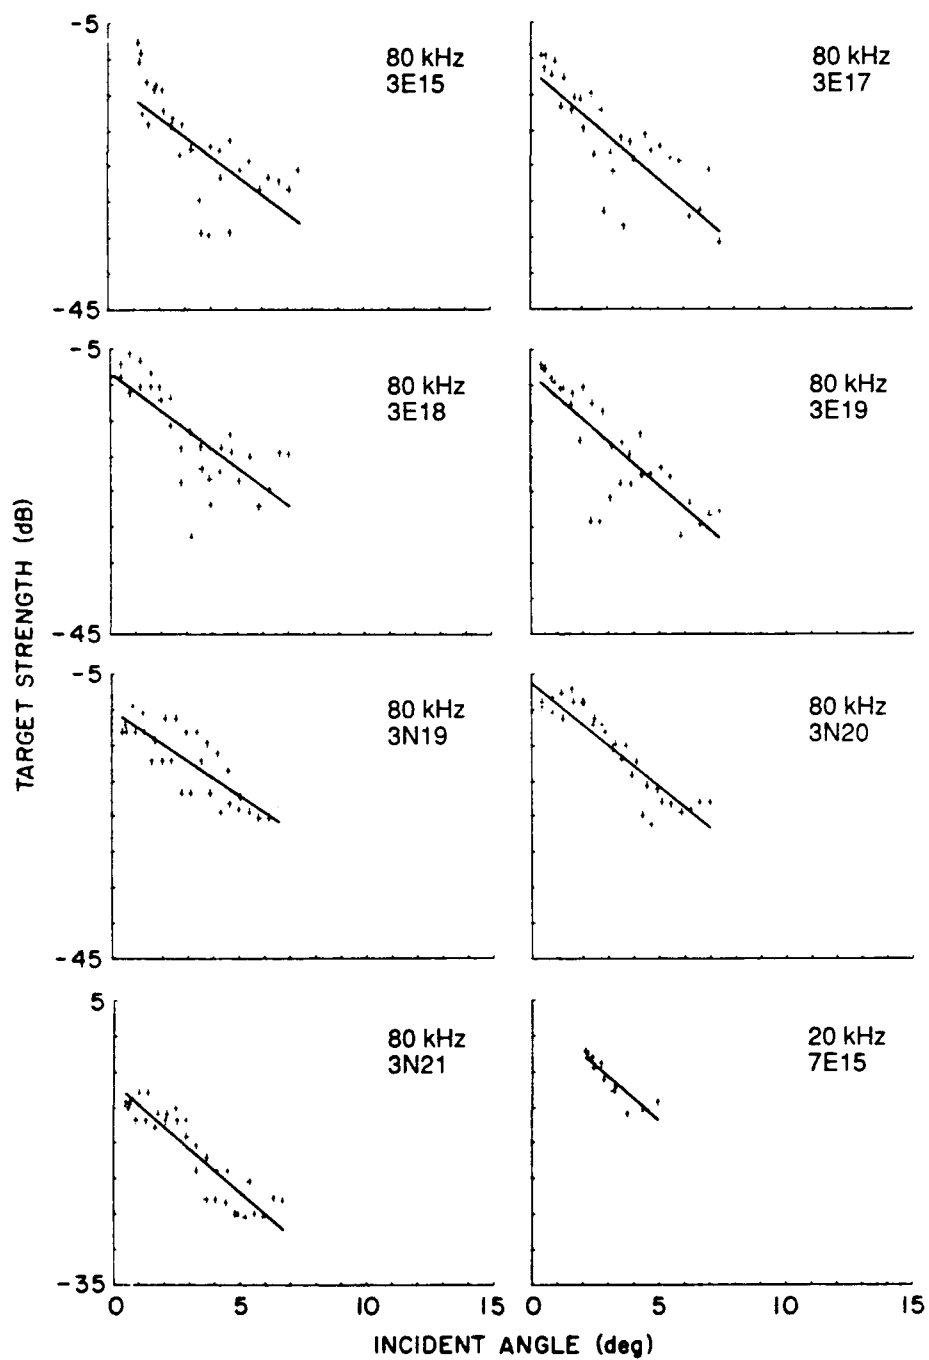 -5
80 kHz
3E15
80 kHz
3E17
-45
-5
80 kHz
3E18
80 kHz
3E19
-45
TARGET STRENGTH (dB)
-5
80 kHz
3N19
80 kHz
3N20
-45
5
80 kHz
3N21
20 kHz
7E15
-35
0 5 10 15 0 5 10 15
INCIDENT ANGLE (deg)